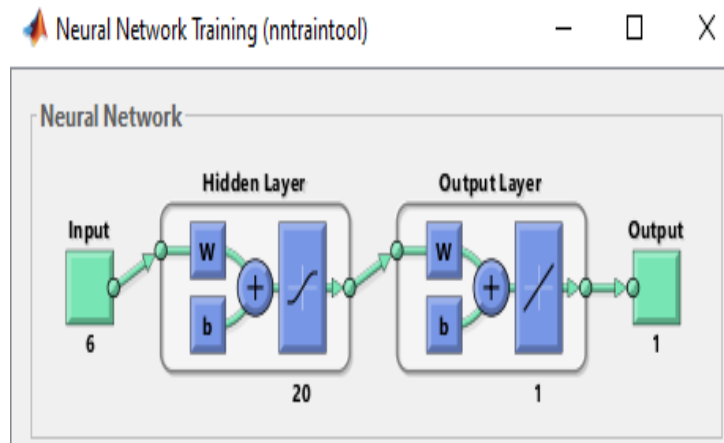 Neural Network Training (nntraintool)
Neural Network
Hidden Layer
Output Layer
Input
W
b
+
W
b
+
Output
6
20
1
1